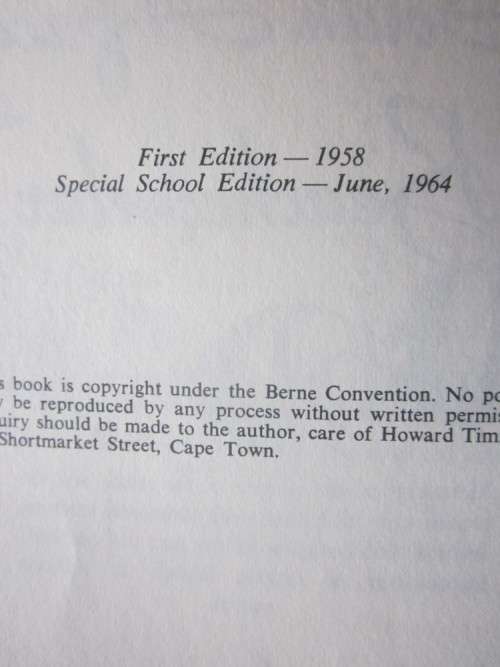 First Edition — 1958
Special School Edition — June, 1964
book is copyright under the Berne Convention. No
be reproduced by any process without written
should be made to the author, care of Howard
Shortmarket Street, Cape Town.